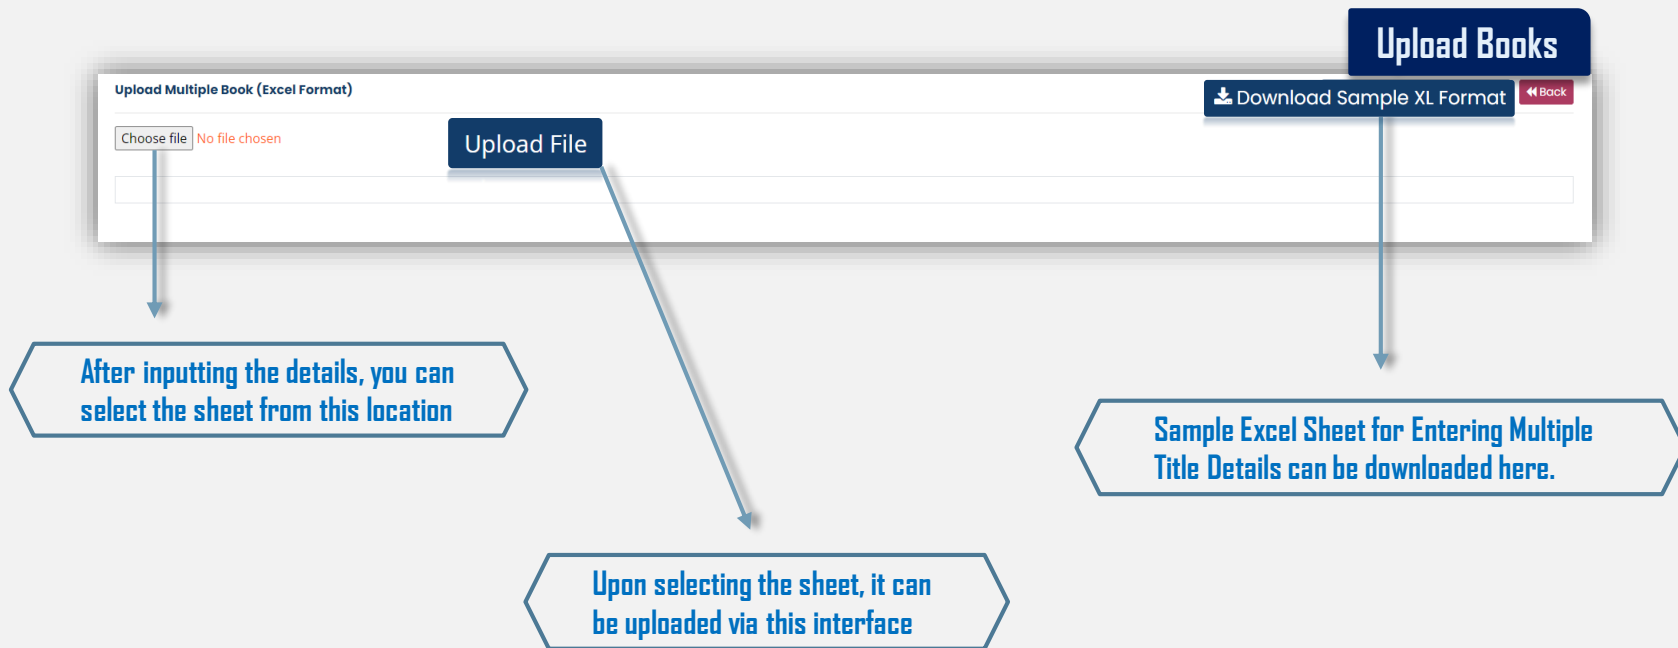 Upload Books
Upload Multiple Book (Excel Format)
Download Sample XL Format
Back
Choose file No file chosen
Upload File
After inputting the details, you can
select the sheet from this location
Sample Excel Sheet for Entering Multiple
Title Details can be downloaded here.
Upon selecting the sheet, it can
be uploaded via this interface